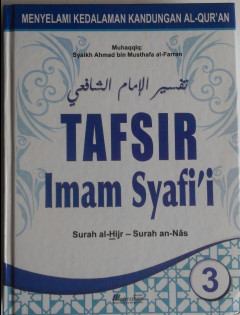 MENYELAMI KEDALAMAN KANDUNGAN AL-QUR'AN
Muhaqqiq:
Syaikh Ahmad bin Musthafa al-Farran
تفسير الإمام الشافعي
TAFSIR
Imam Syafi'i
Surah al-Hijr – Surah an-Nâs
3